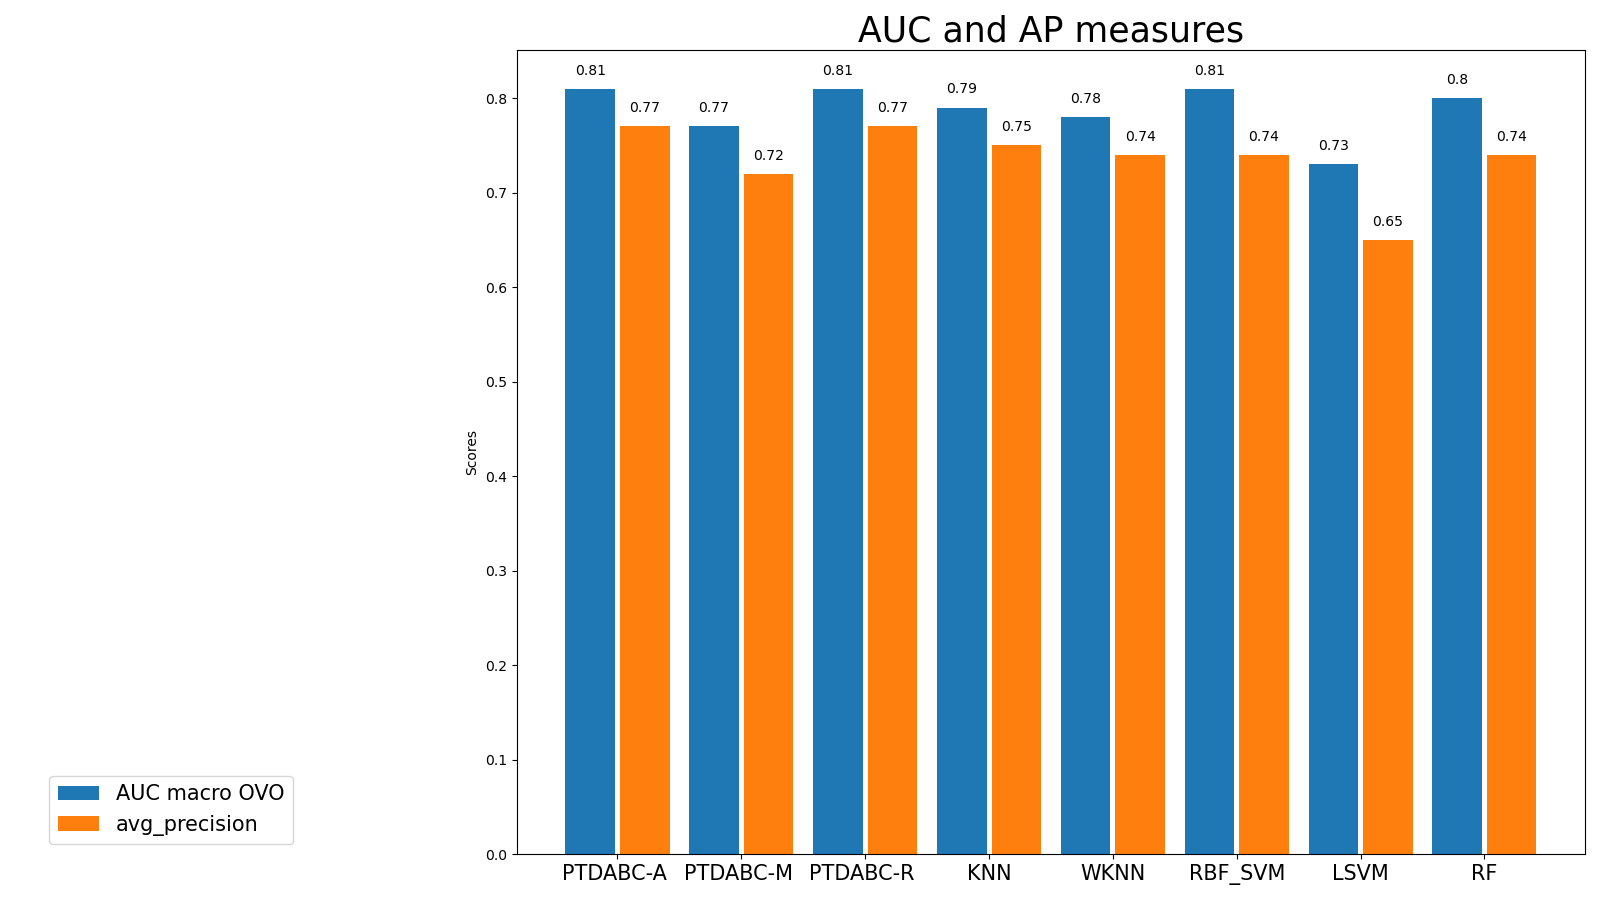 AUC and AP measures
0.81 0.77 0.77 0.72 0.81 0.77 0.79 0.75 0.78 0.74 0.81 0.74 0.73 0.65 0.8 0.74
0.8
0.7
0.6
0.5
0.4
0.3
0.2
0.1
0.0
Scores
PTDABC-A PTDABC-M PTDABC-R KNN WKNN RBF_SVM LSVM RF
AUC macro OVO
avg_precision